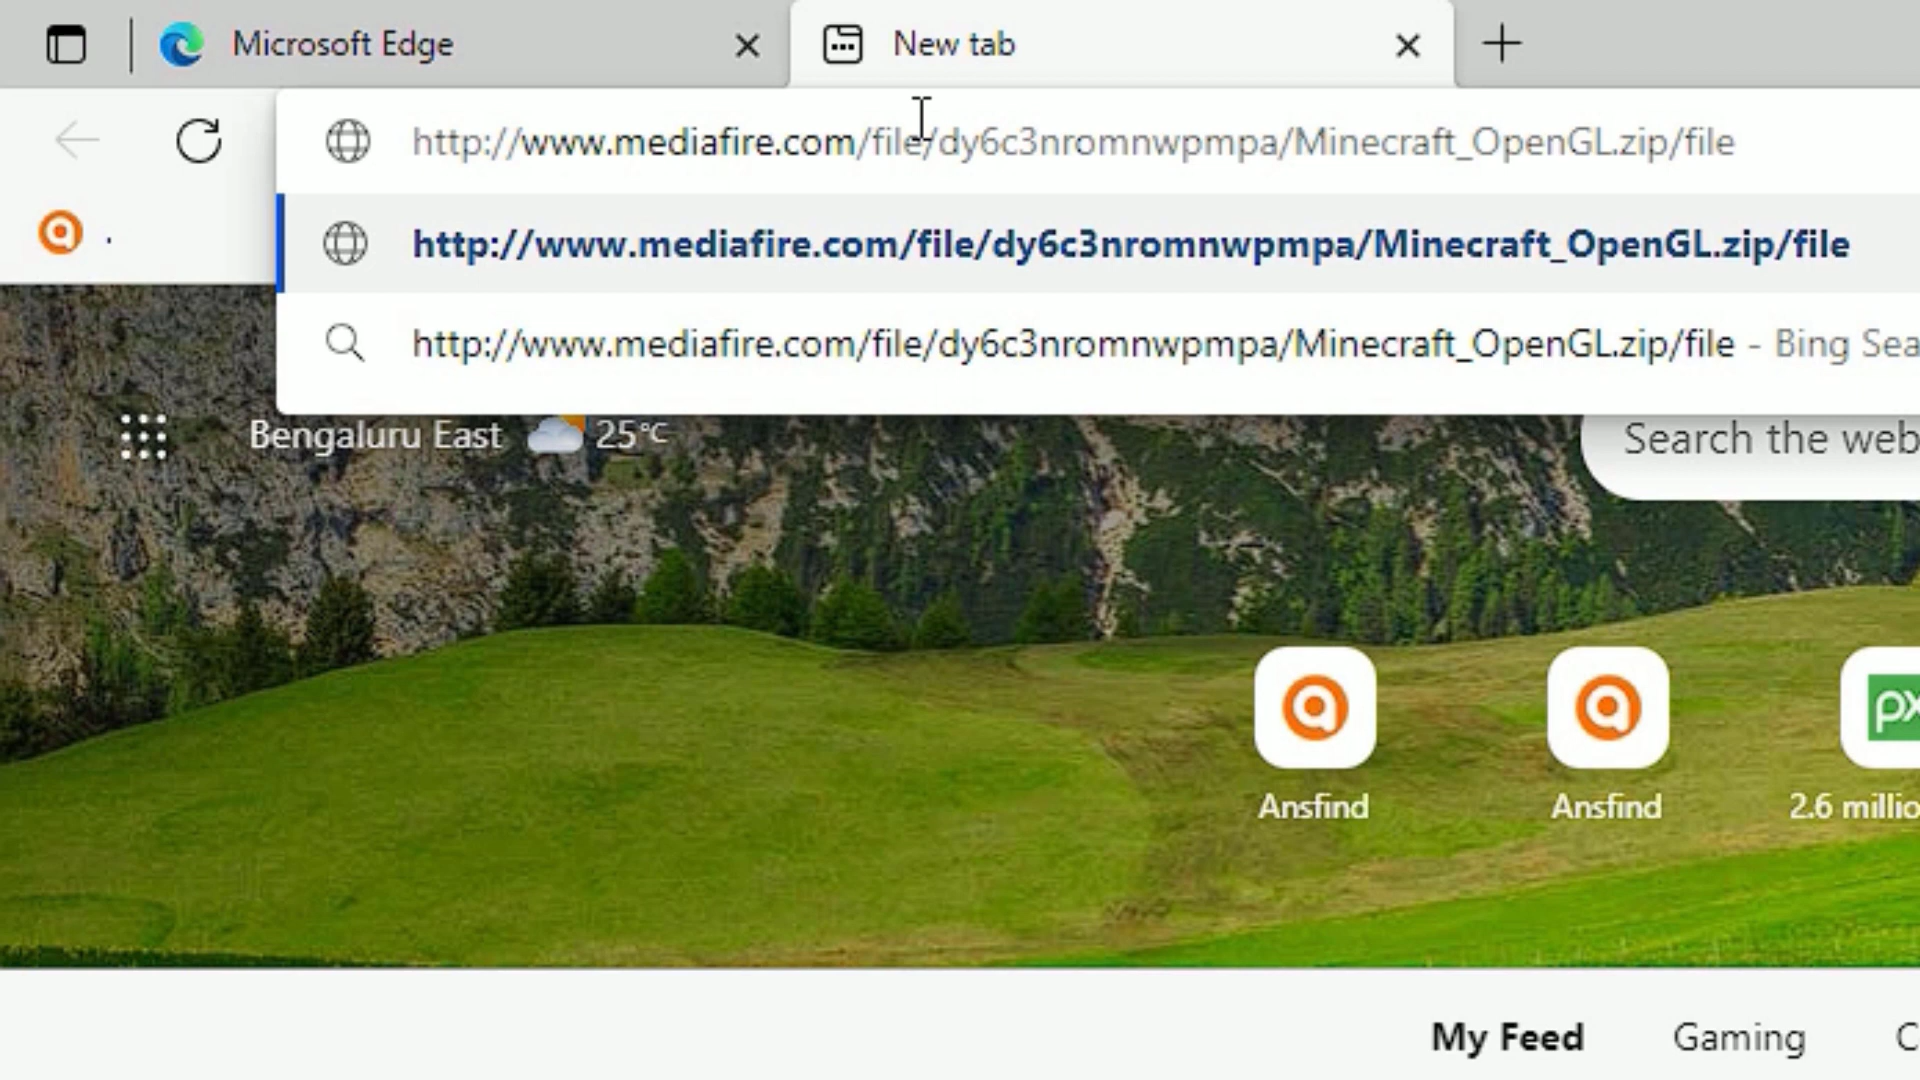 Microsoft Edge
New tab
http://www.mediafire.com/file/dy6c3nromnwpmpa/Minecraft_OpenGL.zip/file
.
http://www.mediafire.com/file/dy6c3nromnwpmpa/Minecraft_OpenGL.zip/file
http://www.mediafire.com/file/dy6c3nromnwpmpa/Minecraft_OpenGL.zip/file - Bing Sea
Bengaluru East 25°C
Search the web
px
Ansfind Ansfind 2.6 millio
My Feed Gaming C